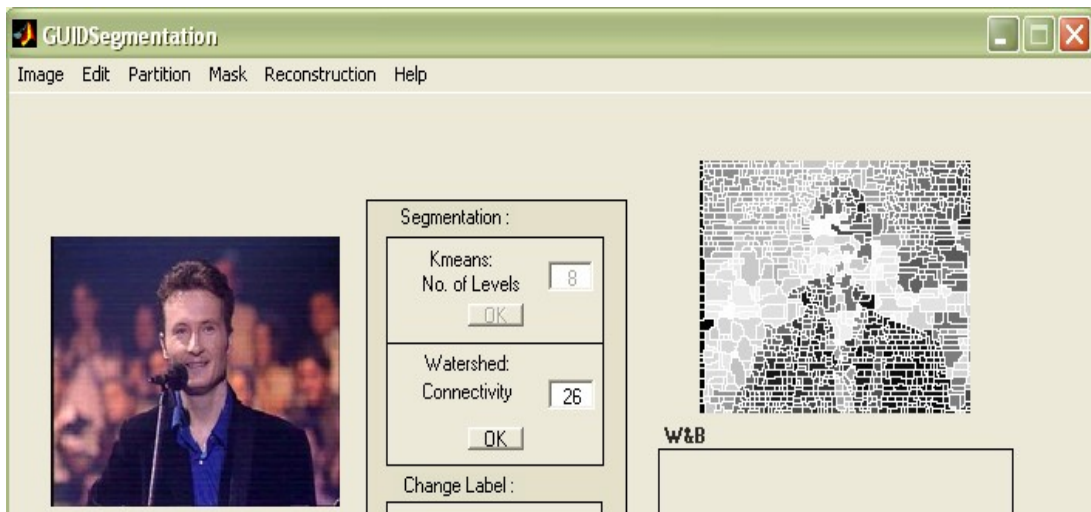 GUIDSegmentation
Image Edit Partition Mask Reconstruction Help
Segmentation :
Kmeans:
No. of Levels 8
OK
Watershed:
Connectivity 26
OK
W&B
Change Label :